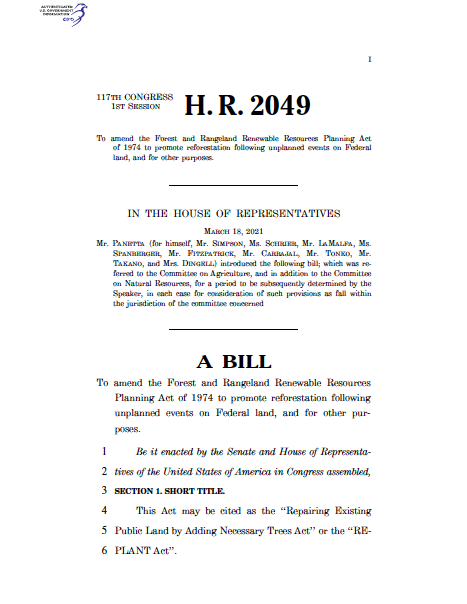 AUTHENTICATED
U.S. GOVERNMENT
INFORMATION
GPO
I
117TH CONGRESS
1ST SESSION
H. R. 2049
To amend the Forest and Rangeland Renewable Resources Planning Act
of 1974 to promote reforestation following unplanned events on Federal
land, and for other purposes.
IN THE HOUSE OF REPRESENTATIVES
MARCH 18, 2021
Mr. PANETTA (for himself, Mr. SIMPSON, Ms. SCHRIER, Mr. LAMALFA, Ms.
SPANBERGER, Mr. FITZPATRICK, Mr. CARBAJAL, Mr. TONKO, Mr.
TAKANO, and Mrs. DINGELL) introduced the following bill; which was re-
ferred to the Committee on Agriculture, and in addition to the Committee
on Natural Resources, for a period to be subsequently determined by the
Speaker, in each case for consideration of such provisions as fall within
the jurisdiction of the committee concerned
A BILL
To amend the Forest and Rangeland Renewable Resources
Planning Act of 1974 to promote reforestation following
unplanned events on Federal land, and for other pur-
poses.
1 Be it enacted by the Senate and House of Representa-
2 tives of the United States of America in Congress assembled,
3 SECTION 1. SHORT TITLE.
4 This Act may be cited as the “Repairing Existing
5 Public Land by Adding Necessary Trees Act” or the “RE-
6 PLANT Act”.